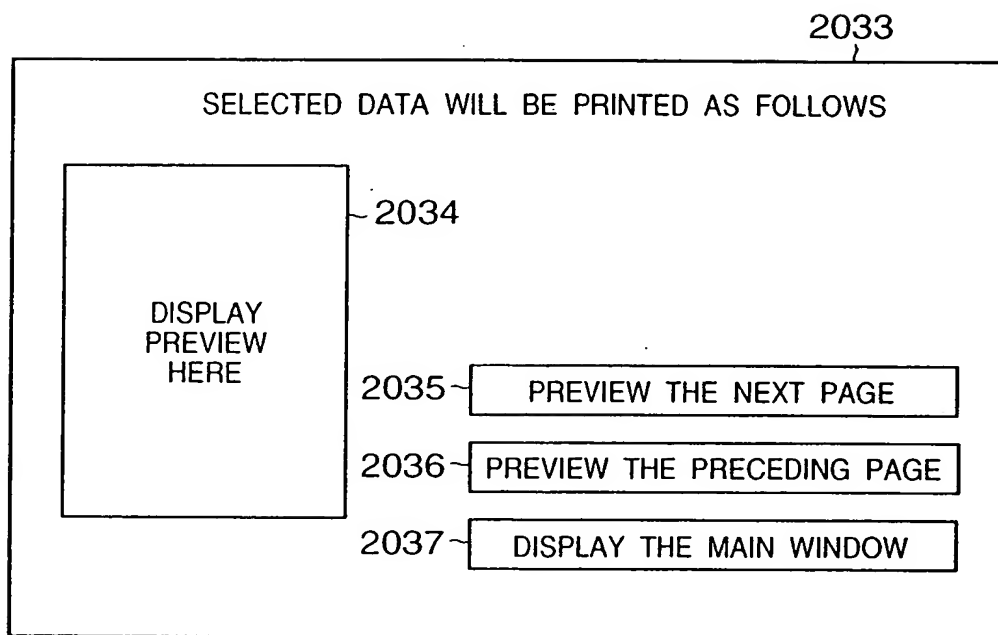 2033
SELECTED DATA WILL BE PRINTED AS FOLLOWS
2034
DISPLAY
PREVIEW
HERE
2035
PREVIEW THE NEXT PAGE
2036
PREVIEW THE PRECEDING PAGE
2037
DISPLAY THE MAIN WINDOW